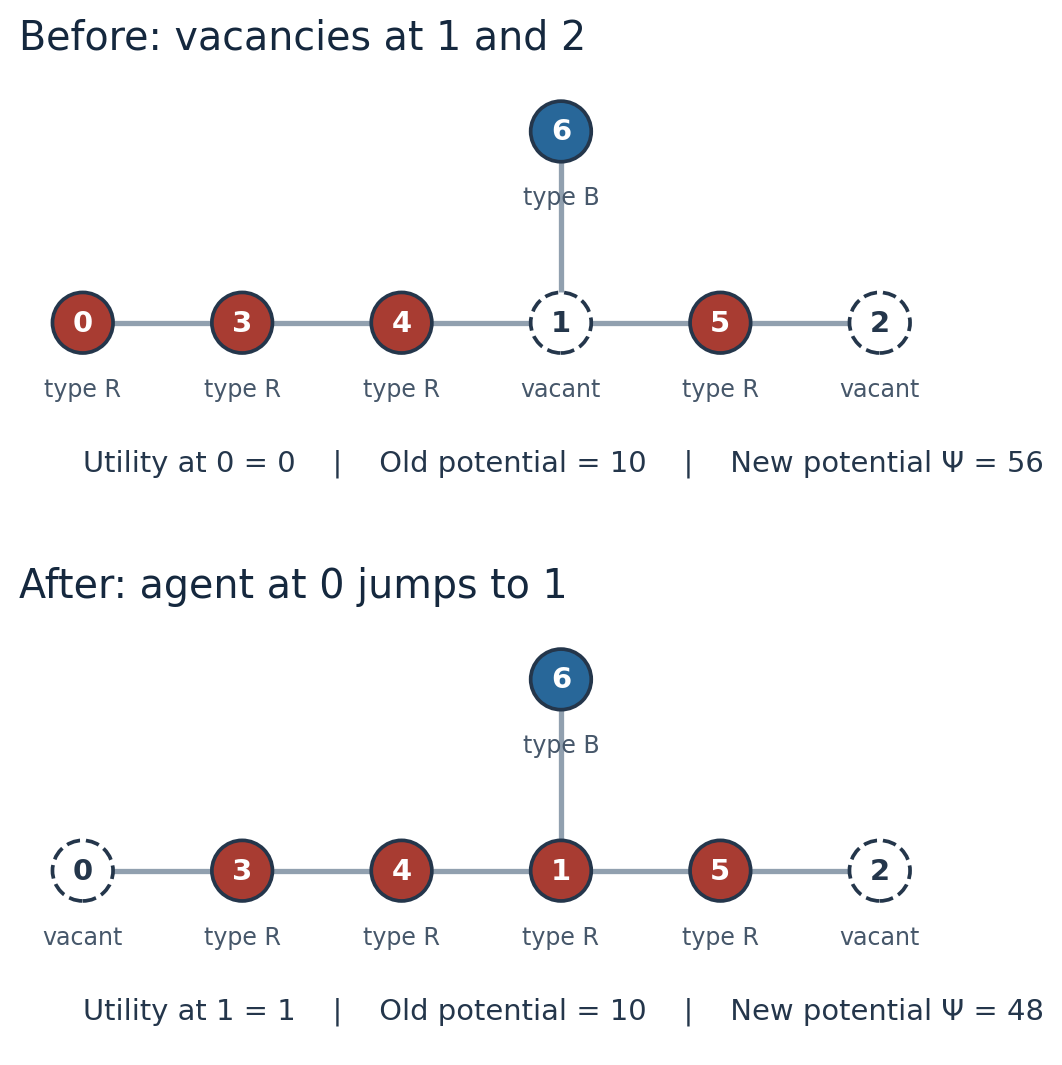 Before: vacancies at 1 and 2
6
type B
0 3 4 1 5 2
type R type R type R vacant type R vacant
Utility at 0 = 0 | Old potential = 10 | New potential Ψ = 56
After: agent at 0 jumps to 1
6
type B
0 3 4 1 5 2
vacant type R type R type R type R vacant
Utility at 1 = 1 | Old potential = 10 | New potential Ψ = 48